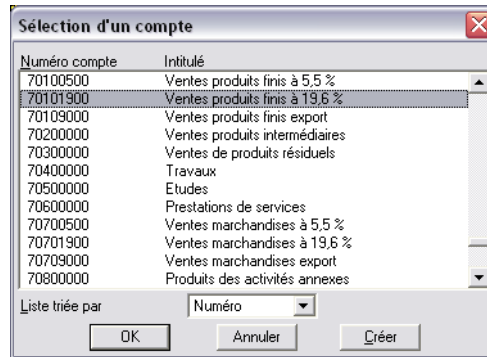 Sélection d'un compte
Numéro compte Intitulé
70100500 Ventes produits finis à 5,5 %
70101900 Ventes produits finis à 19,6 %
70109000 Ventes produits finis export
70200000 Ventes produits intermédiaires
70300000 Ventes de produits résiduels
70400000 Travaux
70500000 Etudes
70600000 Prestations de services
70700500 Ventes marchandises à 5,5 %
70701900 Ventes marchandises à 19,6 %
70709000 Ventes marchandises export
70800000 Produits des activités annexes
Liste triée par Numéro
OK Annuler Créer